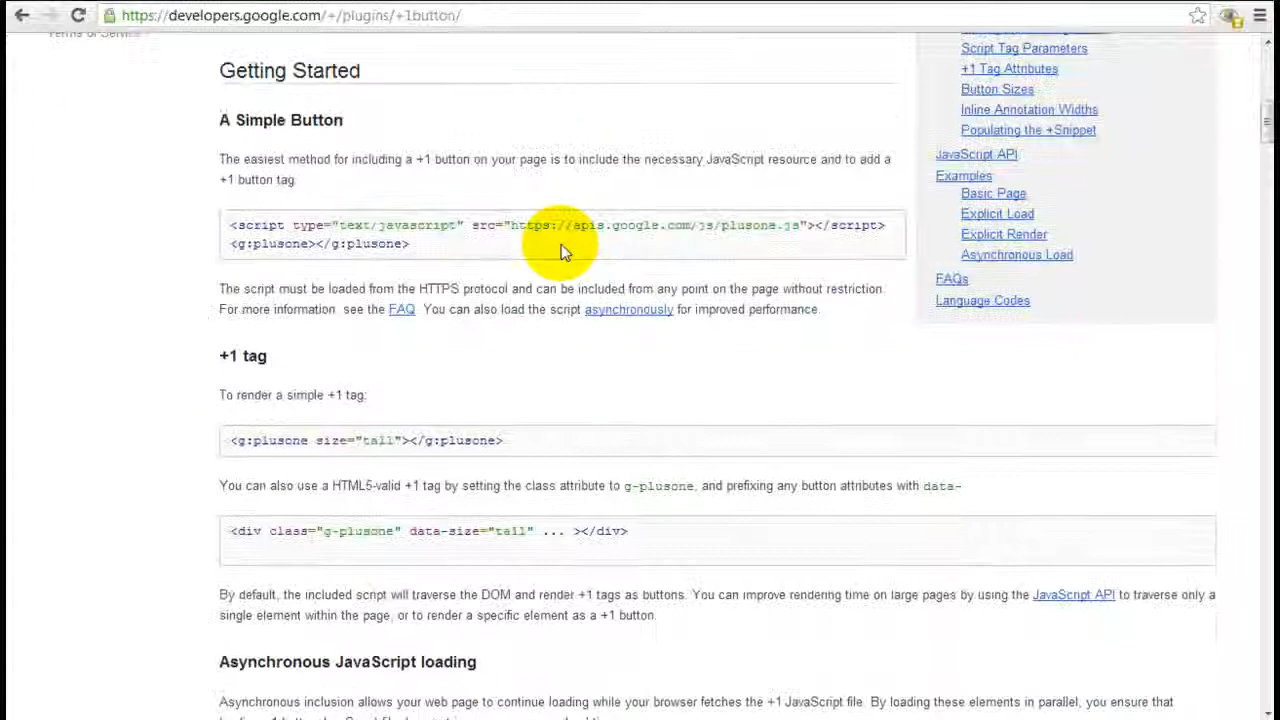 https://developers.google.com/+/plugins/+1button/
Terms of Service
Getting Started
A Simple Button
The easiest method for including a +1 button on your page is to include the necessary JavaScript resource and to add a
+1 button tag
<script type="text/javascript" src="https://apis.google.com/js/plusone.js"></script>
<g:plusone></g:plusone>
The script must be loaded from the HTTPS protocol and can be included from any point on the page without restriction.
For more information see the FAQ You can also load the script asynchronously for improved performance.
+1 tag
To render a simple +1 tag:
<g:plusone size="tall"></g:plusone>
You can also use a HTML5-valid +1 tag by setting the class attribute to g-plusone, and prefixing any button attributes with data-
<div class="g-plusone" data-size="tall" ... ></div>
By default, the included script will traverse the DOM and render +1 tags as buttons. You can improve rendering time on large pages by using the JavaScript API to traverse only a
single element within the page, or to render a specific element as a +1 button.
Asynchronous JavaScript loading
Asynchronous inclusion allows your web page to continue loading while your browser fetches the +1 JavaScript file. By loading these elements in parallel, you ensure that
Script Tag Parameters
+1 Tag Attributes
Button Sizes
Inline Annotation Widths
Populating the +Snippet
JavaScript API
Examples
Basic Page
Explicit Load
Explicit Render
Asynchronous Load
FAQs
Language Codes